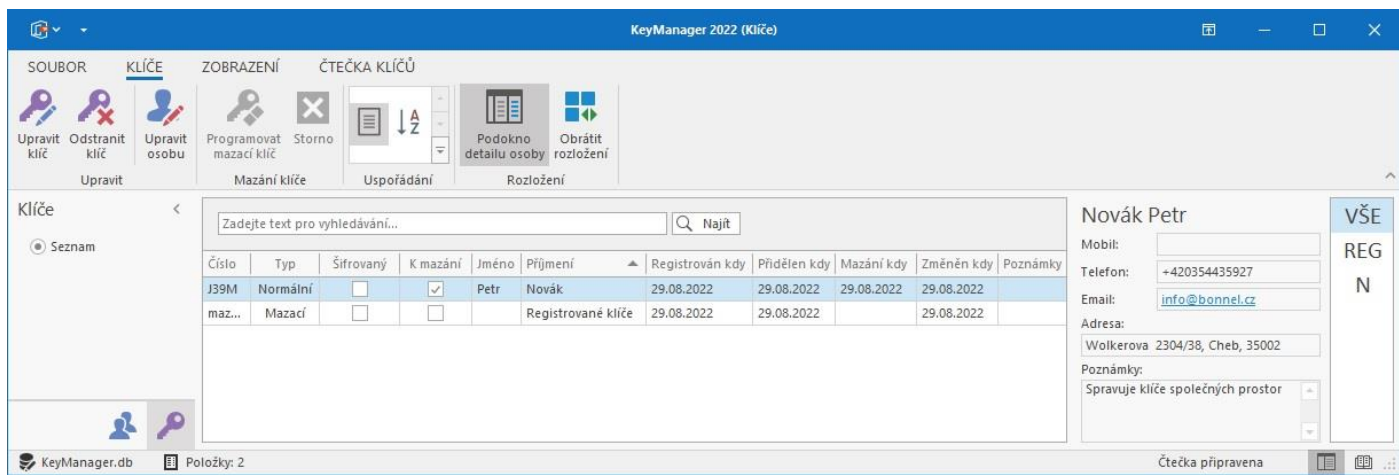 KeyManager 2022 (Klíče)
SOUBOR KLÍČE ZOBRAZENÍ ČTEČKA KLÍČŮ
Upravit klíč
Odstranit klíč
Upravit osobu
Programovat mazací klíč
Storno
A
Z
Podokno detailu osoby
Obrátit rozložení
Upravit Mazání klíče Uspořádání Rozložení
Klíče
Seznam
Zadejte text pro vyhledávání...
Najít
Číslo Typ Šifrovaný K mazání Jméno Příjmení Registrován kdy Přidělen kdy Mazání kdy Změněn kdy Poznámky
J39M Normální Petr Novák 29.08.2022 29.08.2022 29.08.2022 29.08.2022
maz... Mazací Registrované klíče 29.08.2022 29.08.2022 29.08.2022
Novák Petr
Mobil:
Telefon: +420354435927
Email: info@bonnel.cz
Adresa:
Wolkerova 2304/38, Cheb, 35002
Poznámky:
Spravuje klíče společných prostor
VŠE
REG
N
KeyManager.db Položky: 2 Čtečka připravena